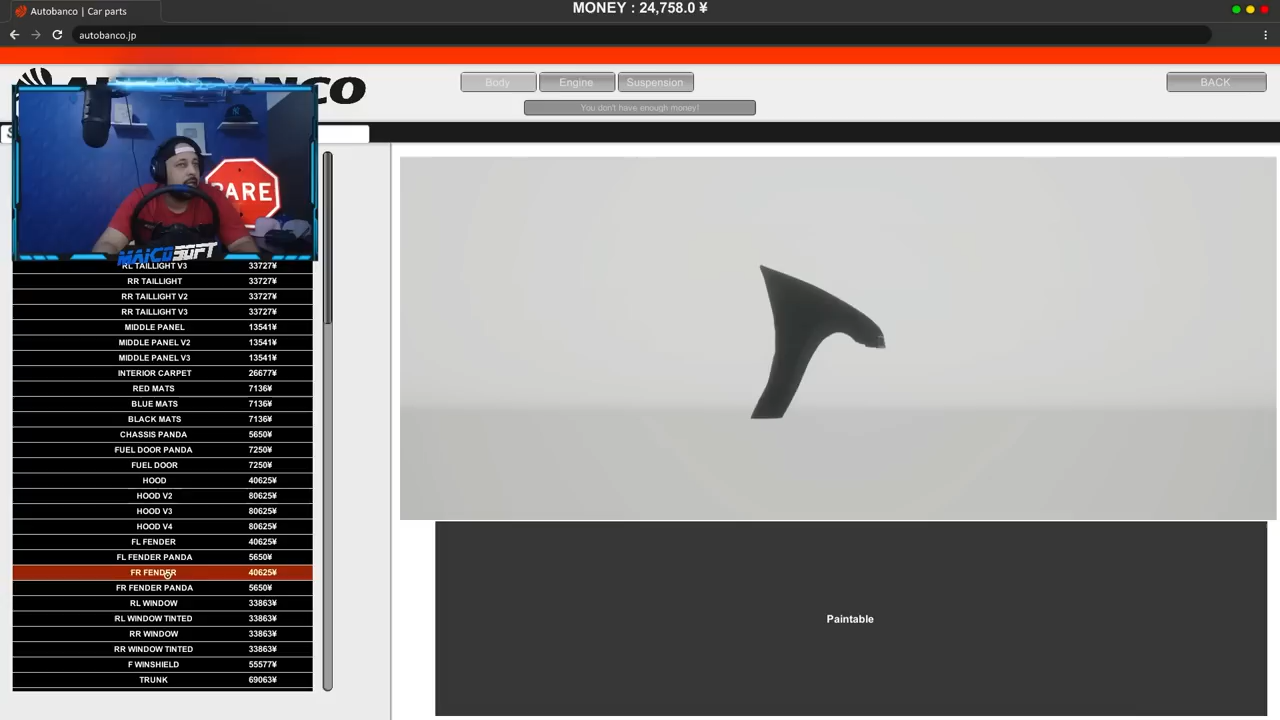 Autobanco | Car parts
MONEY : 24,758.0 ¥
autobanco.jp
Body
Engine
Suspension
BACK
You don't have enough money!
PARE
MAICOSOFT
RL TAILLIGHT V3 33727¥
RR TAILLIGHT 33727¥
RR TAILLIGHT V2 33727¥
RR TAILLIGHT V3 33727¥
MIDDLE PANEL 13541¥
MIDDLE PANEL V2 13541¥
MIDDLE PANEL V3 13541¥
INTERIOR CARPET 26677¥
RED MATS 7136¥
BLUE MATS 7136¥
BLACK MATS 7136¥
CHASSIS PANDA 5650¥
FUEL DOOR PANDA 7250¥
FUEL DOOR 7250¥
HOOD 40625¥
HOOD V2 80625¥
HOOD V3 80625¥
HOOD V4 80625¥
FL FENDER 40625¥
FL FENDER PANDA 5650¥
FR FENDER 40625¥
FR FENDER PANDA 5650¥
RL WINDOW 33863¥
RL WINDOW TINTED 33863¥
RR WINDOW 33863¥
RR WINDOW TINTED 33863¥
F WINSHIELD 55577¥
TRUNK 69063¥
Paintable